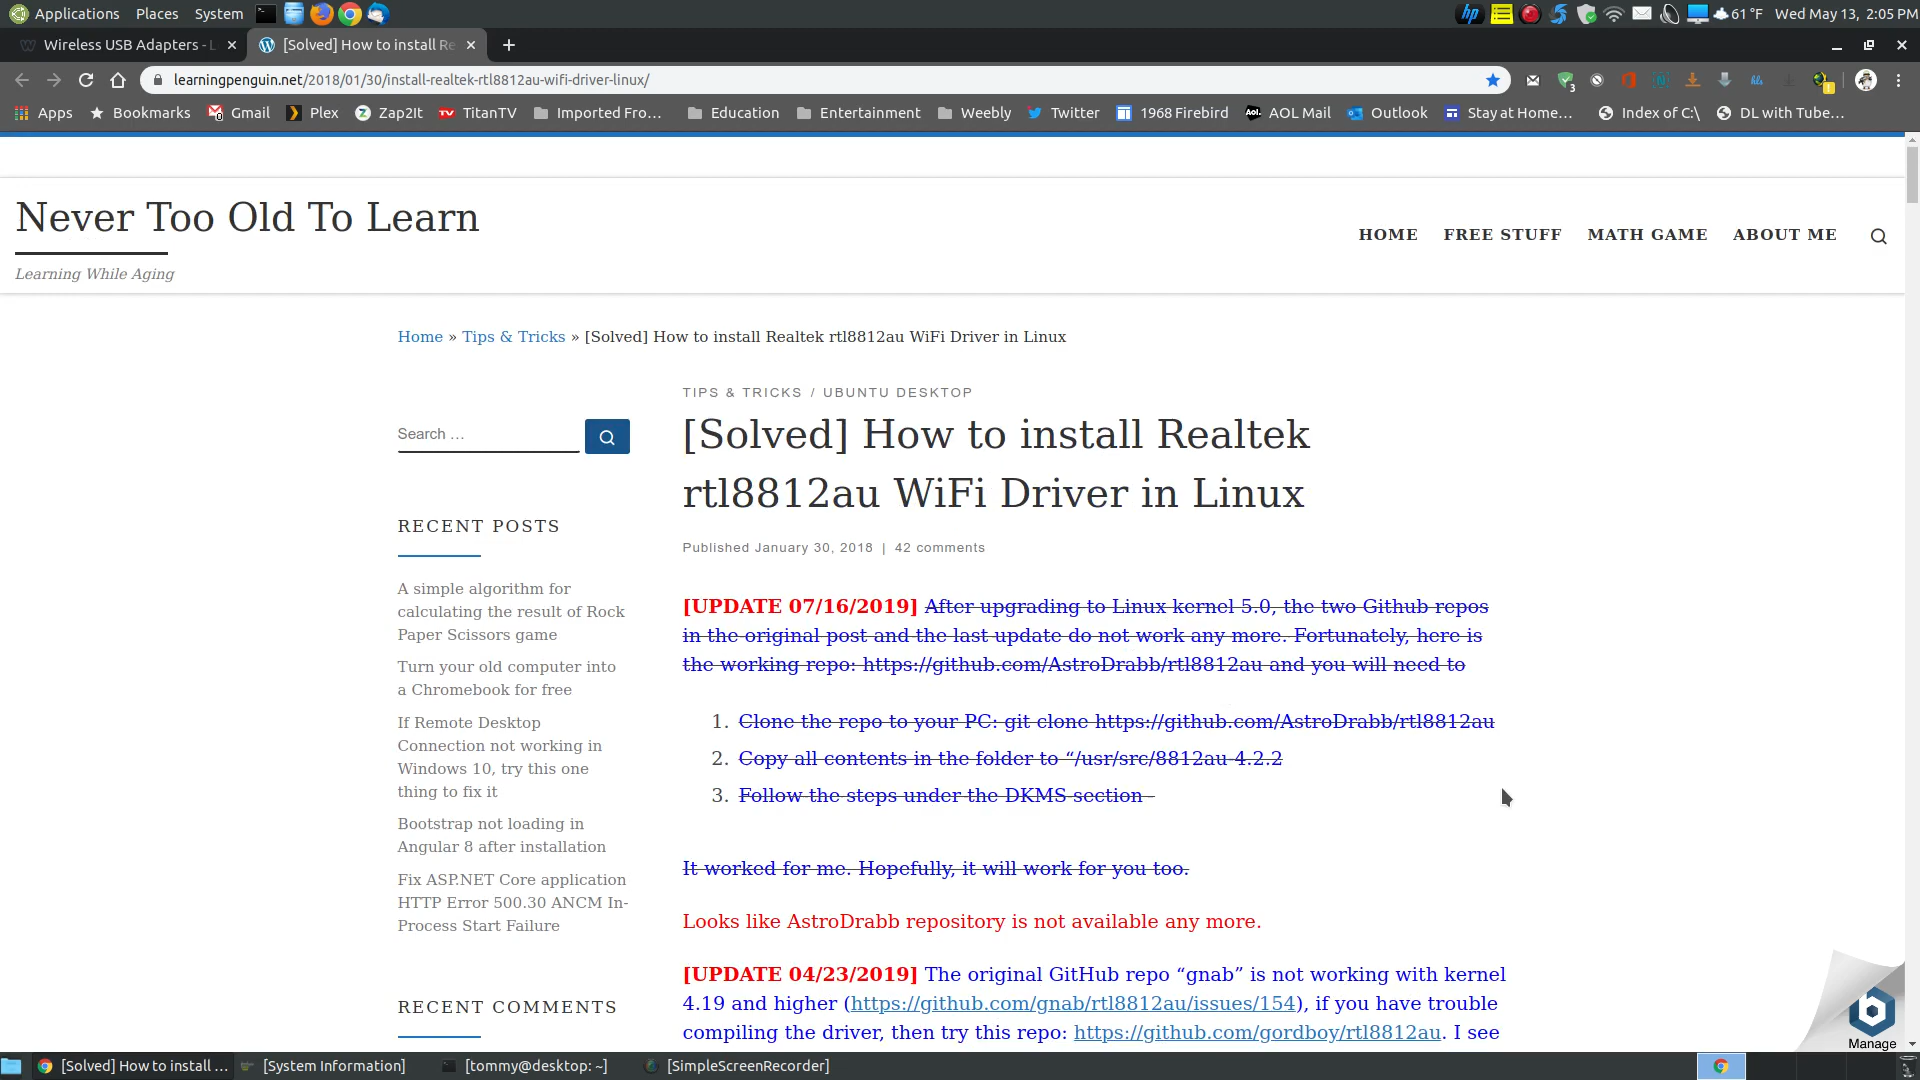 Applications Places System
61 °F Wed May 13, 2:05 PM
Wireless USB Adapters - L
[Solved] How to install Re
learningpenguin.net/2018/01/30/install-realtek-rtl8812au-wifi-driver-linux/
3
Apps Bookmarks Gmail Plex Zap2It TitanTV Imported Fro... Education Entertainment Weebly Twitter 1968 Firebird AOL Mail Outlook Stay at Home... Index of C:\ DL with Tube...
Never Too Old To Learn
Learning While Aging
HOME FREE STUFF MATH GAME ABOUT ME
Home » Tips & Tricks » [Solved] How to install Realtek rtl8812au WiFi Driver in Linux
Search …
RECENT POSTS
A simple algorithm for
calculating the result of Rock
Paper Scissors game
Turn your old computer into
a Chromebook for free
If Remote Desktop
Connection not working in
Windows 10, try this one
thing to fix it
Bootstrap not loading in
Angular 8 after installation
Fix ASP.NET Core application
HTTP Error 500.30 ANCM In-
Process Start Failure
RECENT COMMENTS
TIPS & TRICKS / UBUNTU DESKTOP
[Solved] How to install Realtek
rtl8812au WiFi Driver in Linux
Published January 30, 2018 | 42 comments
[UPDATE 07/16/2019] After upgrading to Linux kernel 5.0, the two Github repos
in the original post and the last update do not work any more. Fortunately, here is
the working repo: https://github.com/AstroDrabb/rtl8812au and you will need to
1. Clone the repo to your PC: git clone https://github.com/AstroDrabb/rtl8812au
2. Copy all contents in the folder to “/usr/src/8812au-4.2.2
3. Follow the steps under the DKMS section
It worked for me. Hopefully, it will work for you too.
Looks like AstroDrabb repository is not available any more.
[UPDATE 04/23/2019] The original GitHub repo “gnab” is not working with kernel
4.19 and higher (https://github.com/gnab/rtl8812au/issues/154), if you have trouble
compiling the driver, then try this repo: https://github.com/gordboy/rtl8812au. I see
Manage
[Solved] How to install ... [System Information] [tommy@desktop: ~] [SimpleScreenRecorder]